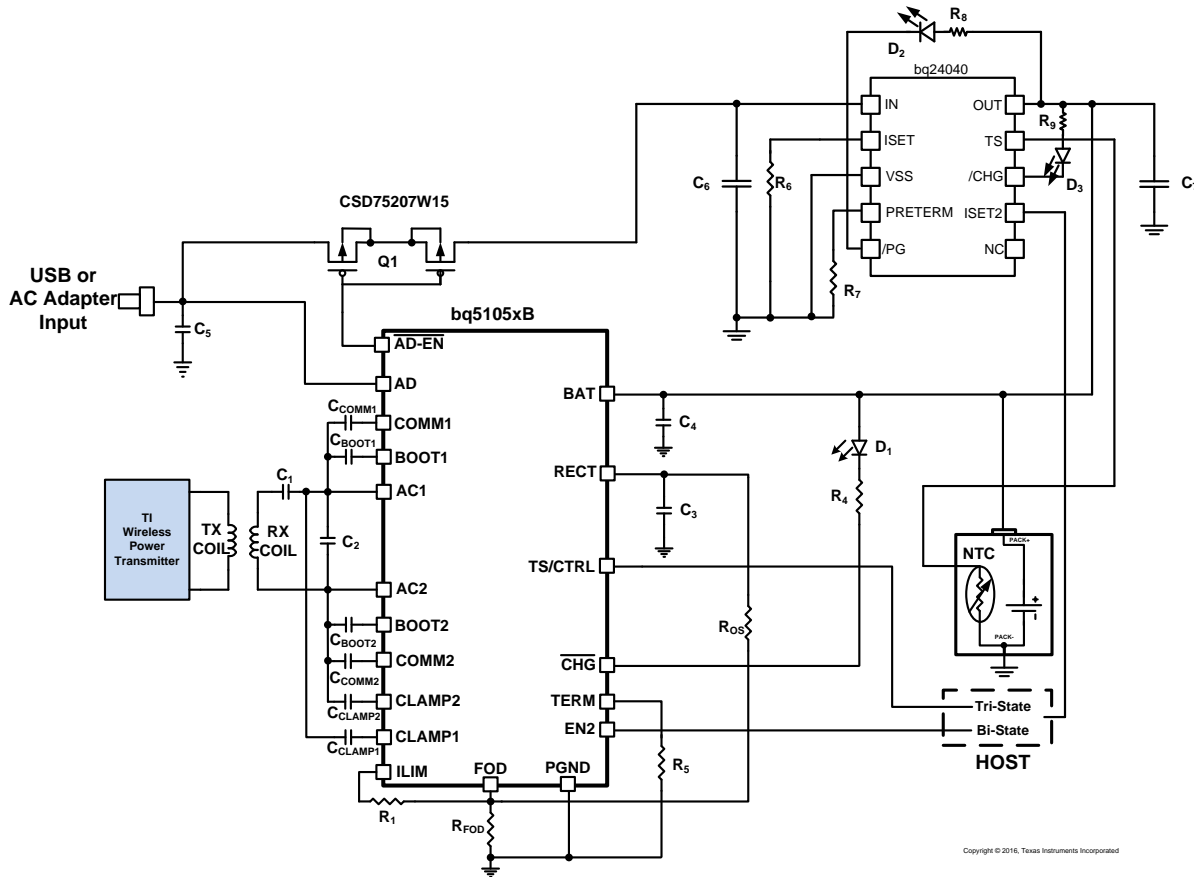 R8
D2
bq24040
IN
OUT
R9
ISET
TS
C6
R6
VSS
/CHG
D3
CSD75207W15
PRETERM
ISET2
Q1
/PG
NC
USB or
AC Adapter
Input
R7
C5
bq5105xB
AD-EN
AD
BAT
CCOMM1
COMM1
C4
CBOOT1
BOOT1
D1
C1
RECT
AC1
R4
TI
Wireless
Power
Transmitter
TX
COIL
RX
COIL
C2
C3
NTC
PACK+
+
-
TS/CTRL
AC2
BOOT2
ROS
CBOOT2
PACK-
COMM2
CHG
CCOMM2
CLAMP2
TERM
Tri-State
CCLAMP2
EN2
Bi-State
CLAMP1
CCLAMP1
HOST
ILIM
FOD
PGND
R5
R1
RFOD
Copyright © 2016, Texas Instruments Incorporated